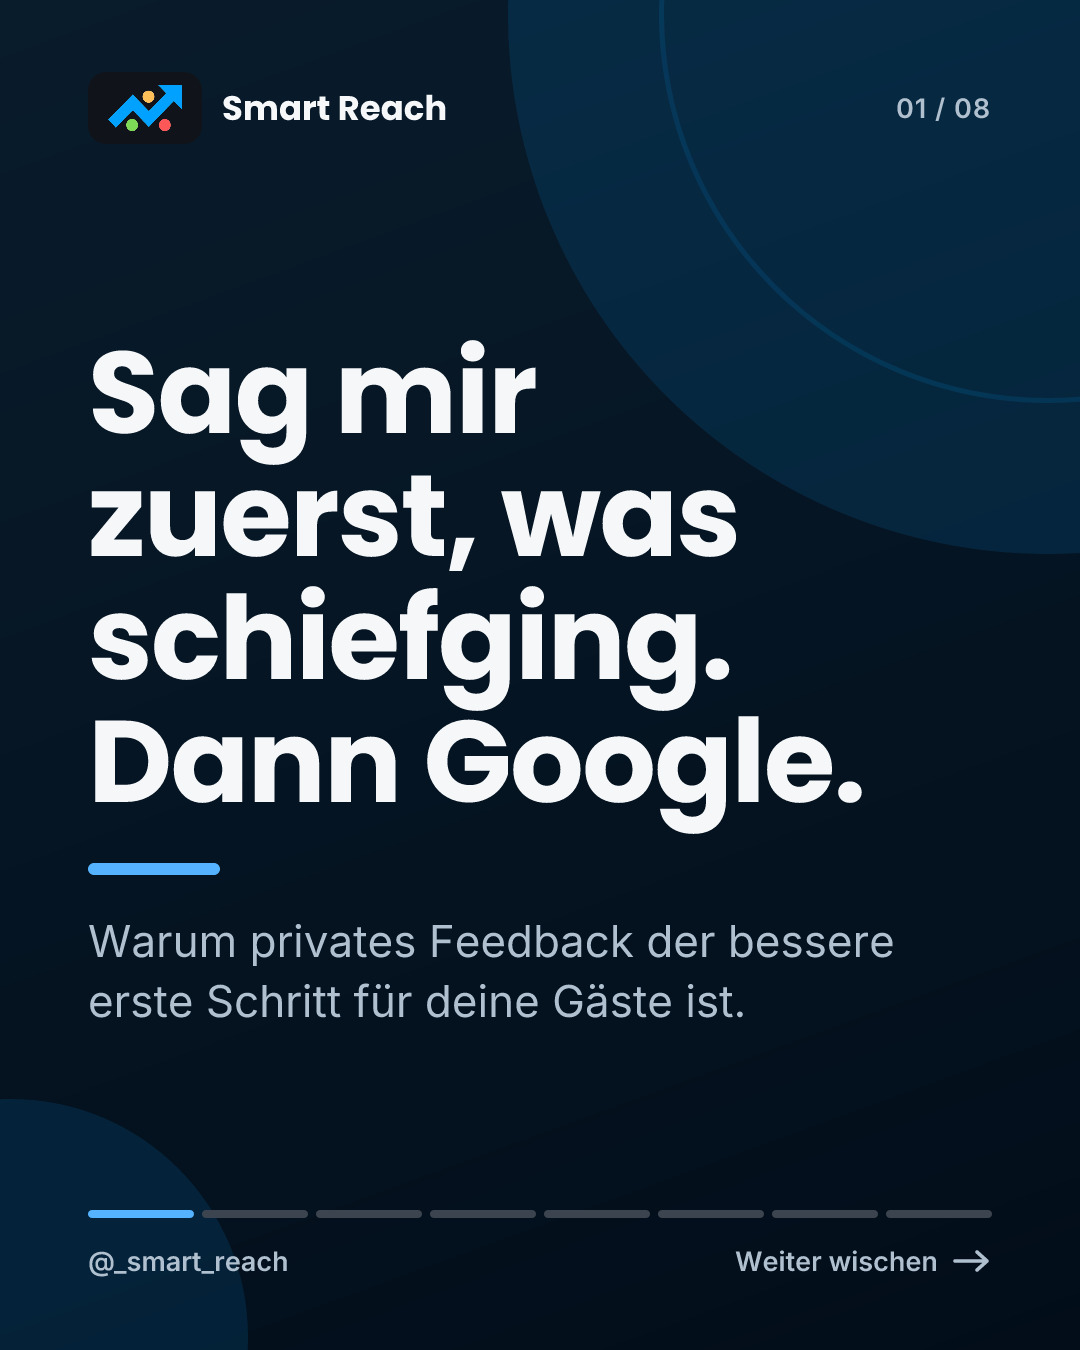 Smart Reach
01 / 08
Sag mir
zuerst, was
schiefging.
Dann Google.
Warum privates Feedback der bessere
erste Schritt für deine Gäste ist.
@_smart_reach
Weiter wischen →